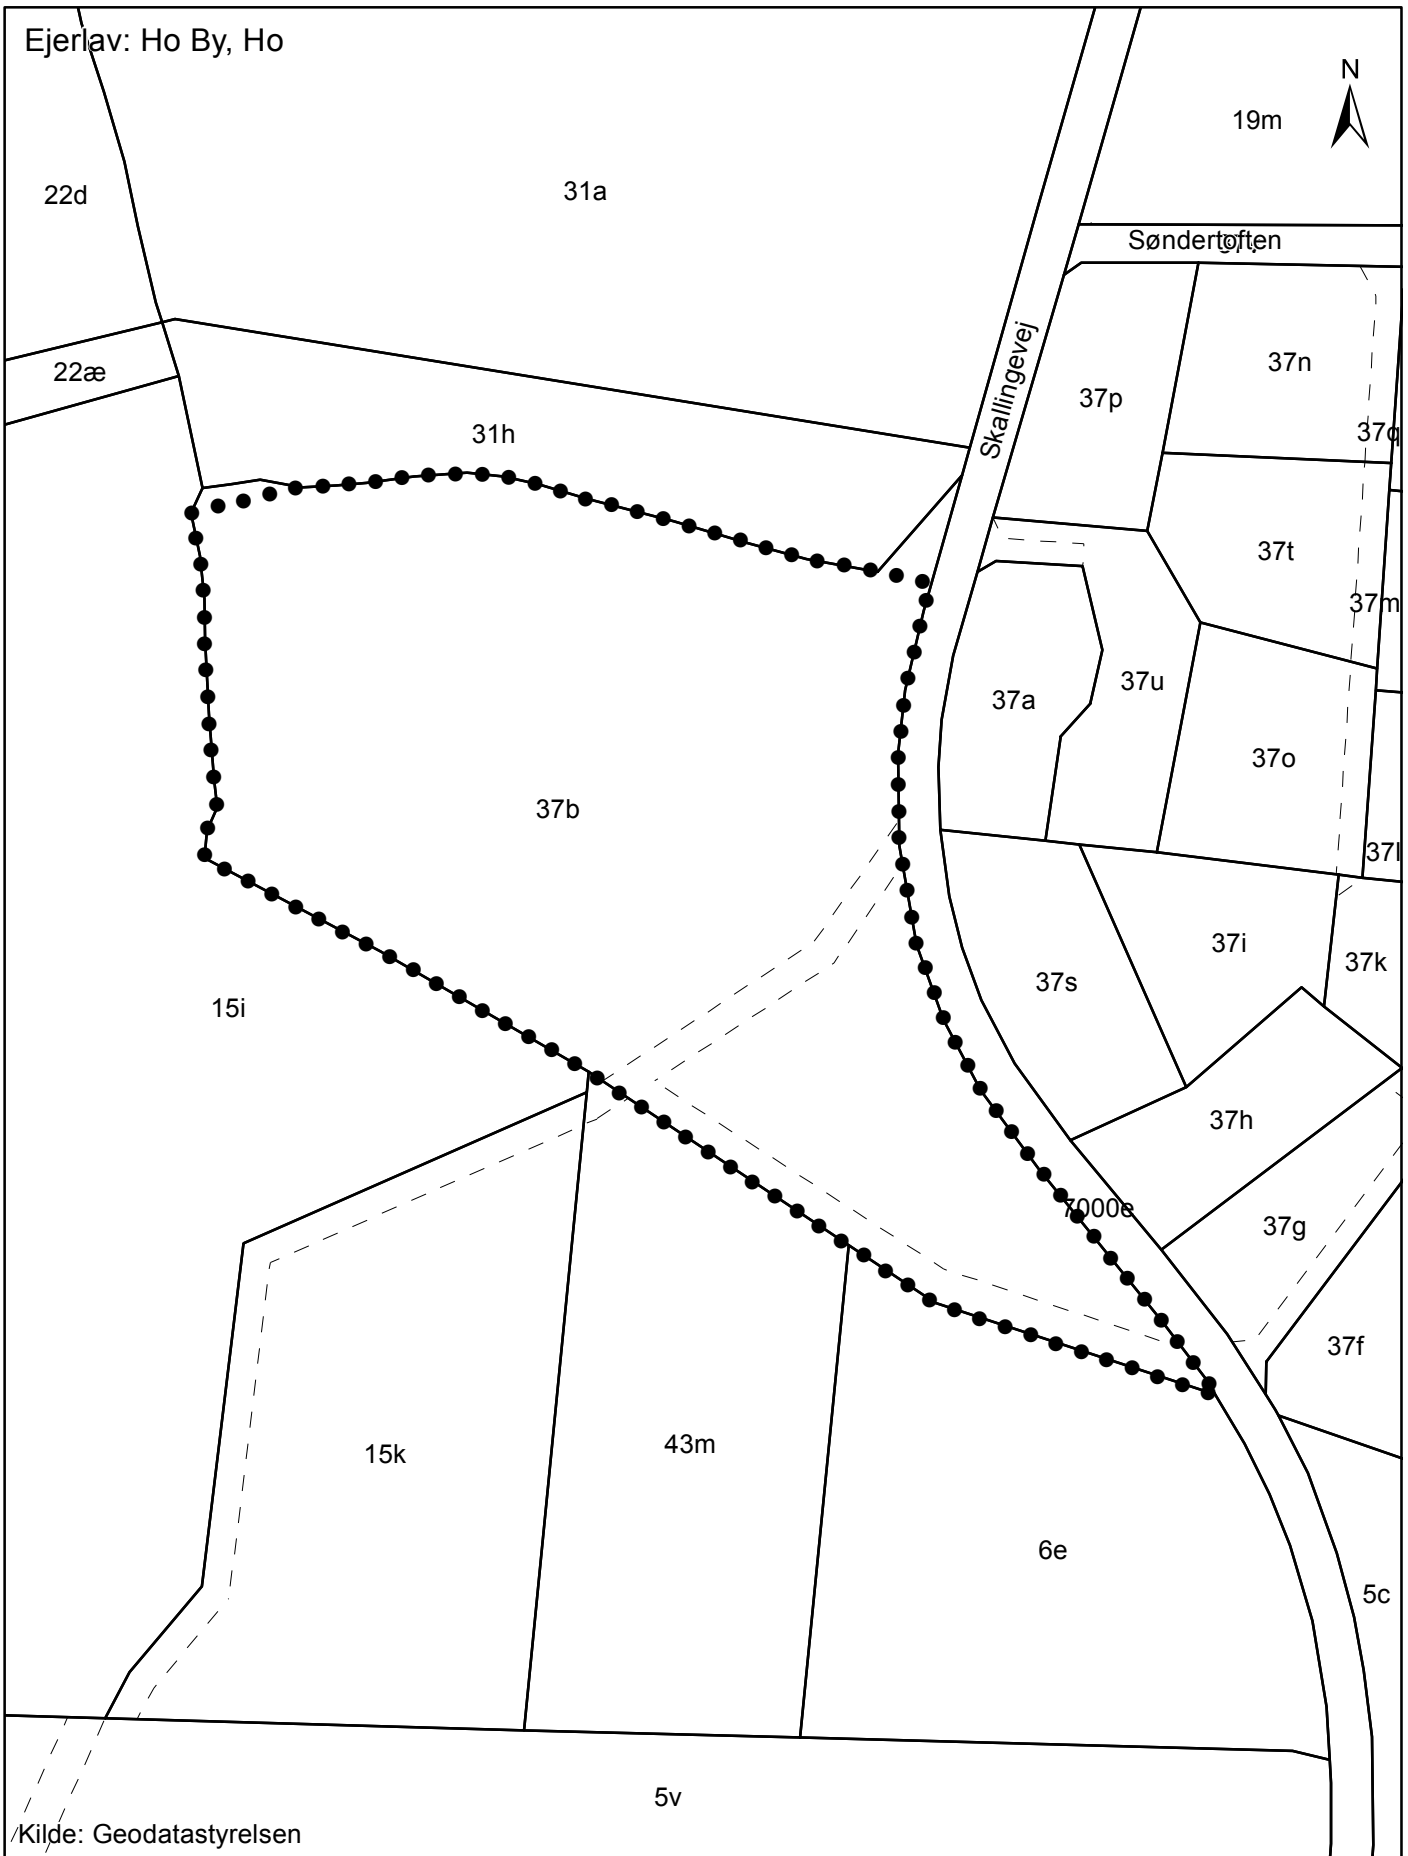 Ejerlav: Ho By, Ho
N
19m
22d
31a
Søndertoften
Skallingevej
37n
22æ
37p
31h
37q
37t
37m
37u
37a
37o
37b
37l
37i
37k
37s
15i
37h
7000e
37g
37f
43m
15k
6e
5c
5v
Kilde: Geodatastyrelsen